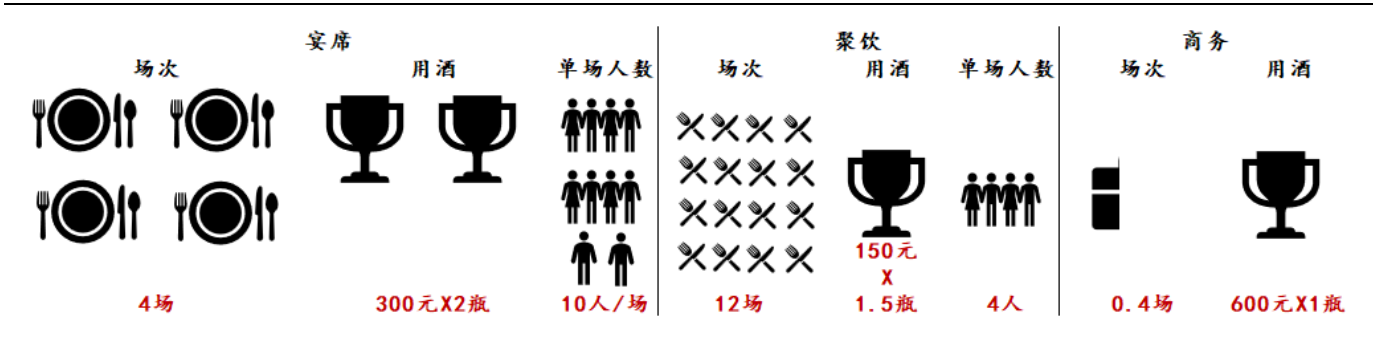 宴席
聚饮
商务
场次
用酒
单场人数
场次
用酒
单场人数
场次
用酒
150元
X
4场
300元X2瓶
10人/场
12场
1.5瓶
4人
0.4场
600元X1瓶